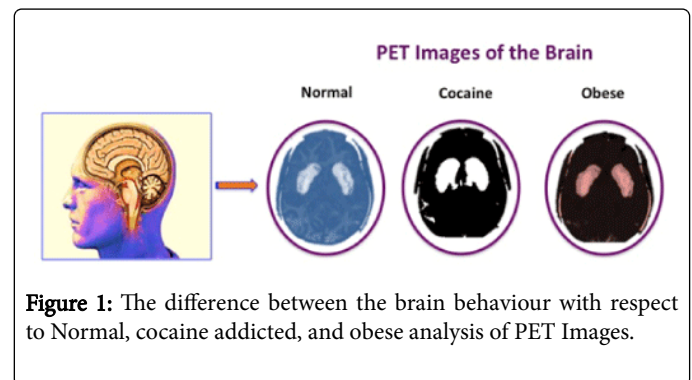 PET Images of the Brain
Normal Cocaine Obese
Figure 1: The difference between the brain behaviour with respect
to Normal, cocaine addicted, and obese analysis of PET Images.